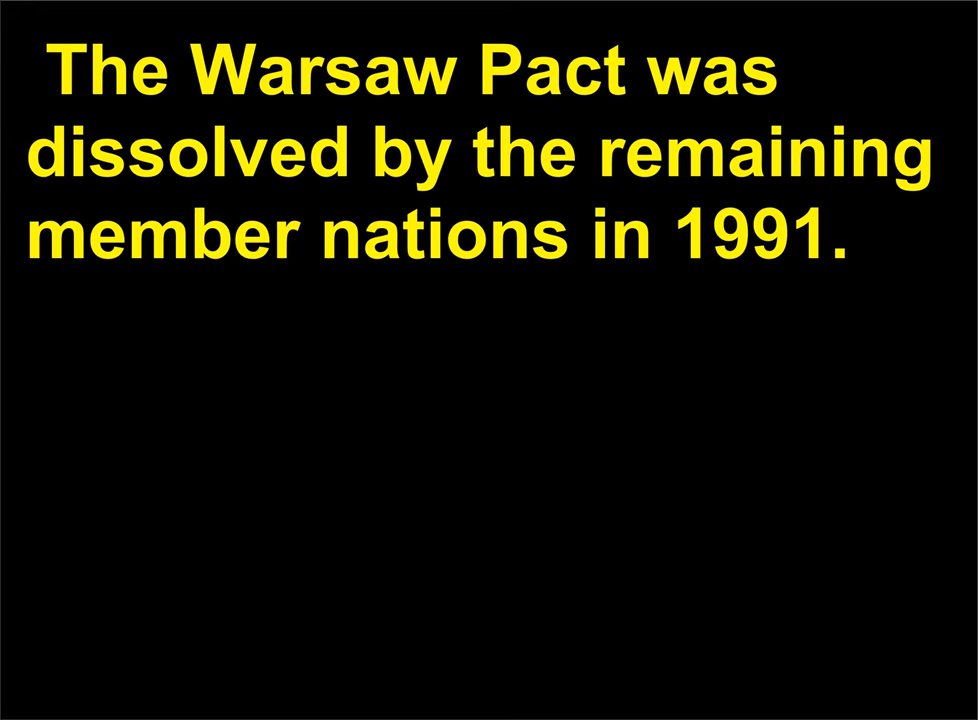 The Warsaw Pact was
dissolved by the remaining
member nations in 1991.